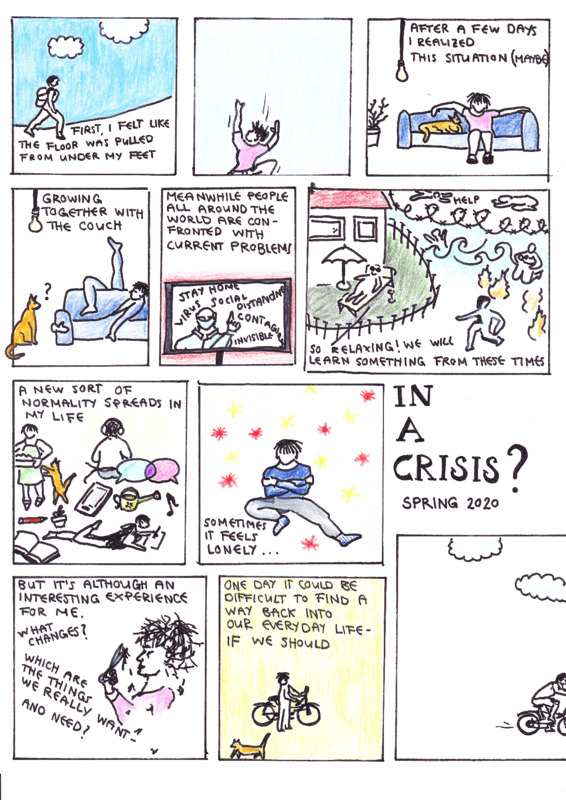 FIRST, I FELT LIKE
THE FLOOR WAS PULLED
FROM UNDER MY FEET
AFTER A FEW DAYS
I REALIZED
THIS SITUATION (MAYBE)
GROWING
TOGETHER WITH
THE COUCH
?
MEANWHILE PEOPLE
ALL AROUND THE
WORLD ARE CON-
FRONTED WITH
CURRENT PROBLEMS
STAY HOME
VIRUS SOCIAL
DISTANCING
CONTAGI
INVISIBLE
HELP
SO RELAXING! WE WILL
LEARN SOMETHING FROM THESE TIMES
A NEW SORT OF
NORMALITY SPREADS IN
MY LIFE
SOMETIMES
IT FEELS
LONELY...
IN
A
CRISIS?
SPRING 2020
BUT IT'S ALTHOUGH AN
INTERESTING EXPERIENCE
FOR ME.
WHAT
CHANGES?
WHICH ARE
THE THINGS
WE REALLY WANT-
AND NEED?
ONE DAY IT COULD BE
DIFFICULT TO FIND A
WAY BACK INTO
OUR EVERYDAY LIFE-
IF WE SHOULD